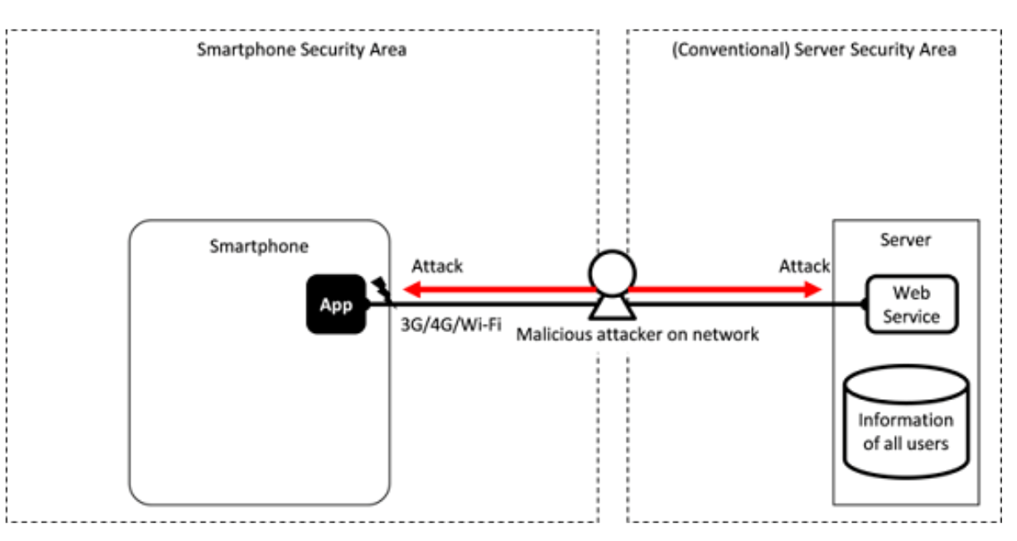 Smartphone Security Area
(Conventional) Server Security Area
Smartphone
Server
Attack
Attack
App
Web
Service
3G/4G/Wi-Fi
Malicious attacker on network
Information
of all users